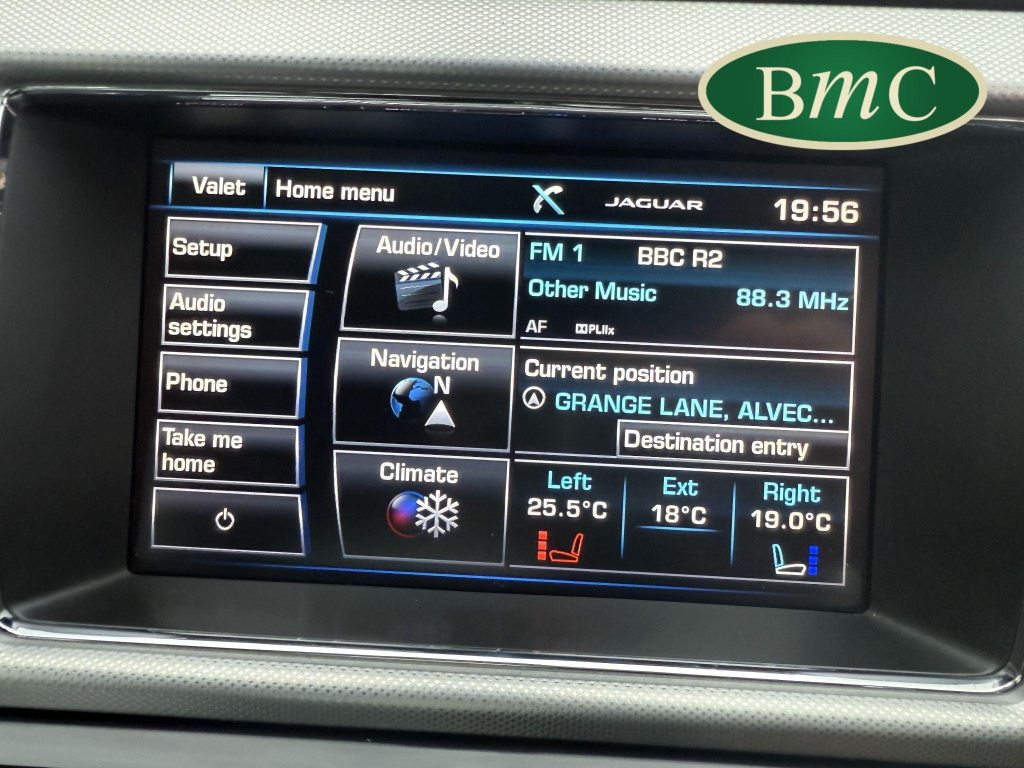 BmC
Valet
Home menu
JAGUAR
19:56
Setup
Audio
settings
Phone
Take me
home
Audio/Video
Navigation
N
Climate
FM 1
BBC R2
Other Music
88.3 MHz
AF
PLIIx
Current position
GRANGE LANE, ALVEC...
Destination entry
Left
25.5°C
Ext
18°C
Right
19.0°C